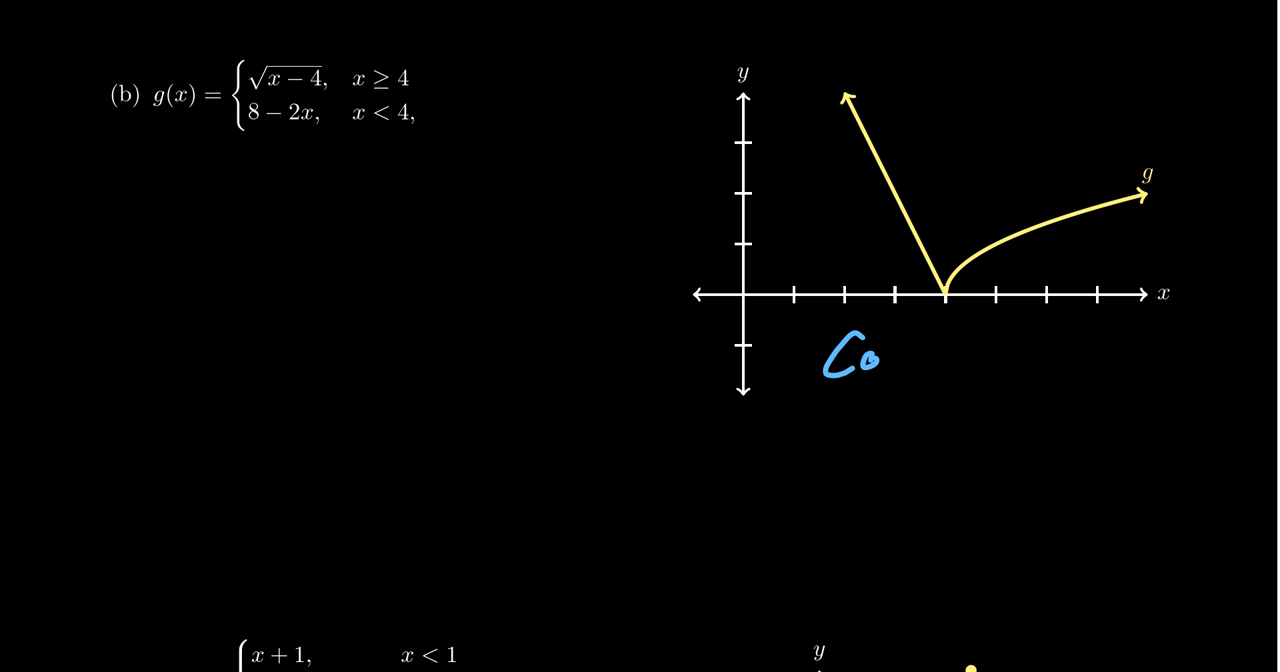 y
(b) g(x) = { √(x − 4), x ≥ 4
8 − 2x, x < 4,
g
x
Co
{ x + 1, x < 1
y